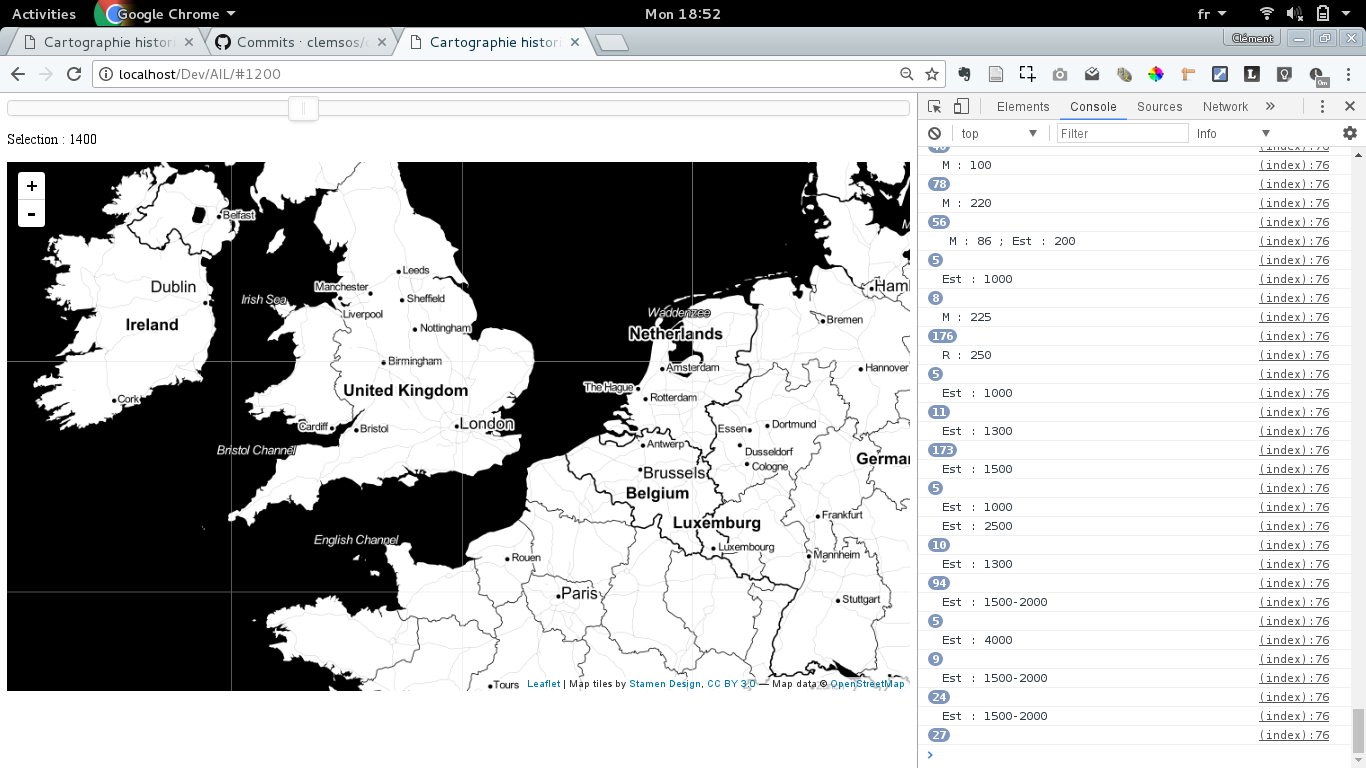 Activities Google Chrome Mon 18:52 fr
Cartographie histori Commits · clemsos/ Cartographie histori Clément
localhost/Dev/AIL/#1200 0m
Selection : 1400
+
-
Belfast
Leeds
Manchester
Sheffield
Dublin
Irish Sea
Liverpool
Ireland
Nottingham
Birmingham
United Kingdom
Cork
Cardiff
Bristol
London
Bristol Channel
English Channel
Waddenzee
Netherlands
Ham
Bremen
Amsterdam
Hannover
The Hague
Rotterdam
Essen
Dortmund
Antwerp
Dusseldorf
Cologne
Brussels
Germa
Belgium
Luxemburg
Frankfurt
Luxembourg
Mannheim
Rouen
Paris
Stuttgart
Tours
Leaflet | Map tiles by Stamen Design, CC BY 3.0 — Map data © OpenStreetMap
Elements Console Sources Network »
top Filter Info
40 (index):76
M : 100 (index):76
78 (index):76
M : 220 (index):76
56 (index):76
M : 86 ; Est : 200 (index):76
5 (index):76
Est : 1000 (index):76
8 (index):76
M : 225 (index):76
176 (index):76
R : 250 (index):76
5 (index):76
Est : 1000 (index):76
11 (index):76
Est : 1300 (index):76
173 (index):76
Est : 1500 (index):76
5 (index):76
Est : 1000 (index):76
Est : 2500 (index):76
10 (index):76
Est : 1300 (index):76
94 (index):76
Est : 1500-2000 (index):76
5 (index):76
Est : 4000 (index):76
9 (index):76
Est : 1500-2000 (index):76
24 (index):76
Est : 1500-2000 (index):76
27 (index):76